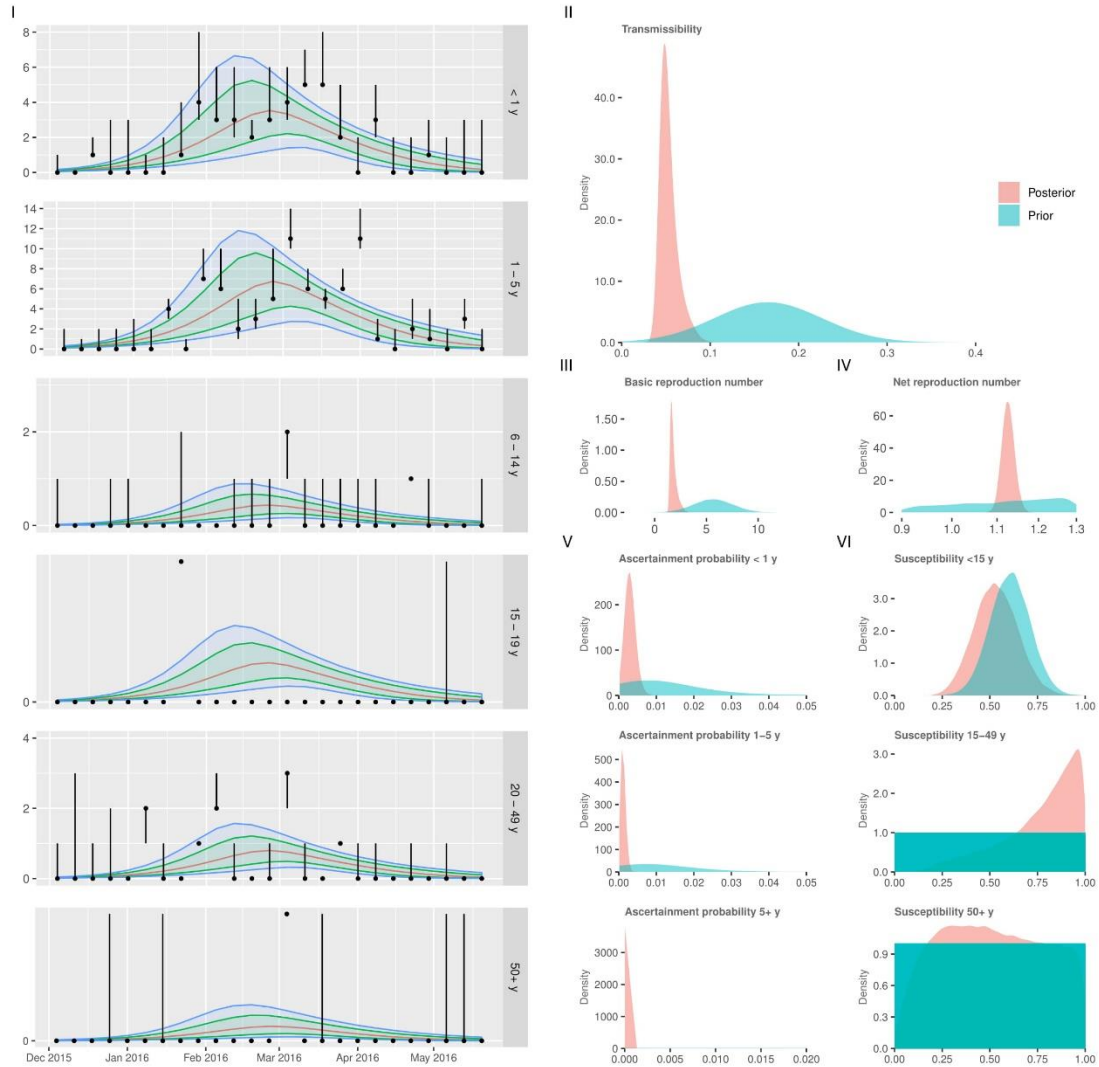 I
8
6
4
2
0
< 1 y
14
12
10
8
6
4
2
0
1 – 5 y
2
0
6 – 14 y
0
15 – 19 y
4
2
0
20 – 49 y
0
50+ y
Dec 2015 Jan 2016 Feb 2016 Mar 2016 Apr 2016 May 2016
II
Transmissibility
Density
40.0
30.0
20.0
10.0
0.0
0.0 0.1 0.2 0.3 0.4
Posterior
Prior
III
Basic reproduction number
Density
1.50
1.00
0.50
0.00
0 5 10
IV
Net reproduction number
Density
60
40
20
0
0.9 1.0 1.1 1.2 1.3
V
Ascertainment probability < 1 y
Density
200
100
0
0.00 0.01 0.02 0.03 0.04 0.05
VI
Susceptibility <15 y
Density
3.0
2.0
1.0
0.0
0.00 0.25 0.50 0.75 1.00
Ascertainment probability 1–5 y
Density
500
400
300
200
100
0
0.00 0.01 0.02 0.03 0.04 0.05
Susceptibility 15–49 y
Density
3.0
2.0
1.0
0.0
0.00 0.25 0.50 0.75 1.00
Ascertainment probability 5+ y
Density
3000
2000
1000
0
0.000 0.005 0.010 0.015 0.020
Susceptibility 50+ y
Density
0.9
0.6
0.3
0.0
0.00 0.25 0.50 0.75 1.00